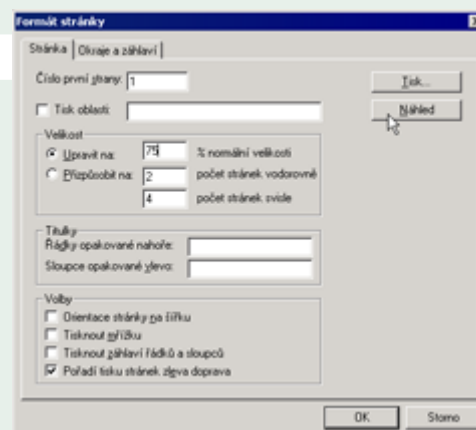 Formát stránky
Stránka Okraje a záhlaví
Číslo první strany: 1
Tisk...
Tisk oblasti:
Náhled
Velikost
Upravit na: 75 % normální velikosti
Přizpůsobit na: 2 počet stránek vodorovně
4 počet stránek svisle
Titulky
Řádky opakované nahoře:
Sloupce opakované vlevo:
Volby
Orientace stránky na šířku
Tisknout mřížku
Tisknout záhlaví řádků a sloupců
Pořadí tisku stránek zleva doprava
OK Storno